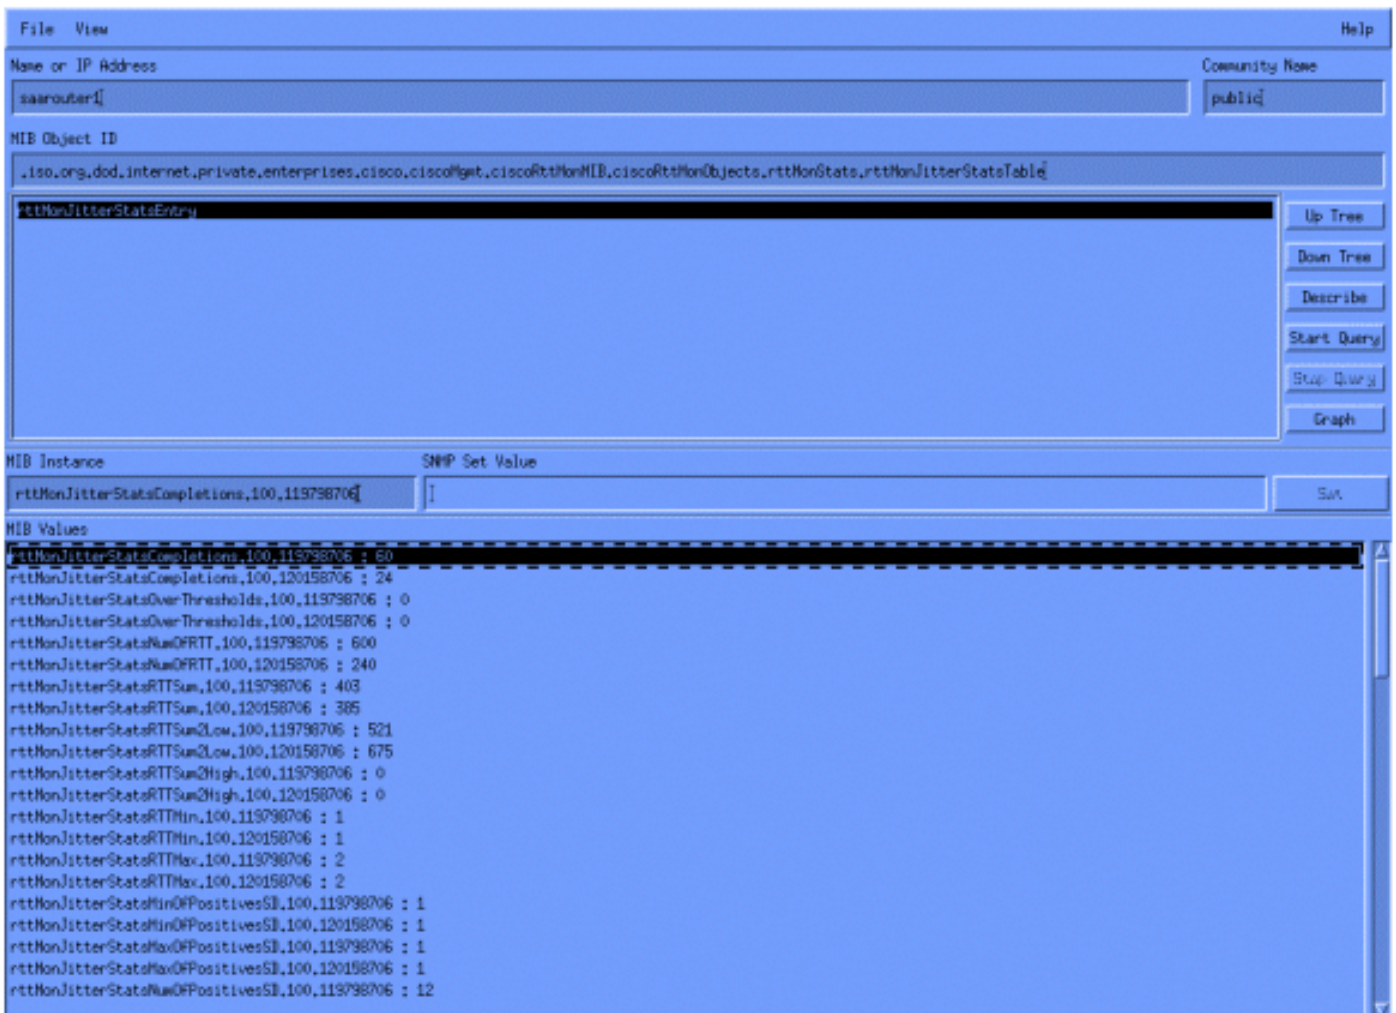 File View Help
Name or IP Address Community Name
saarouter1 public
MIB Object ID
.iso.org.dod.internet.private.enterprises.cisco.ciscoMgmt.ciscoRttMonMIB.ciscoRttMonObjects.rttMonStats.rttMonJitterStatsTable
rttMonJitterStatsEntry
Up Tree
Down Tree
Describe
Start Query
Stop Query
Graph
MIB Instance SNMP Set Value
rttMonJitterStatsCompletions.100.119798706
Set
MIB Values
rttMonJitterStatsCompletions.100.119798706 : 60
rttMonJitterStatsCompletions.100.120158706 : 24
rttMonJitterStatsOverThresholds.100.119798706 : 0
rttMonJitterStatsOverThresholds.100.120158706 : 0
rttMonJitterStatsNumOfRTT.100.119798706 : 600
rttMonJitterStatsNumOfRTT.100.120158706 : 240
rttMonJitterStatsRTTSum.100.119798706 : 403
rttMonJitterStatsRTTSum.100.120158706 : 385
rttMonJitterStatsRTTSum2Low.100.119798706 : 521
rttMonJitterStatsRTTSum2Low.100.120158706 : 675
rttMonJitterStatsRTTSum2High.100.119798706 : 0
rttMonJitterStatsRTTSum2High.100.120158706 : 0
rttMonJitterStatsRTTMin.100.119798706 : 1
rttMonJitterStatsRTTMin.100.120158706 : 1
rttMonJitterStatsRTTMax.100.119798706 : 2
rttMonJitterStatsRTTMax.100.120158706 : 2
rttMonJitterStatsMinOfPositivesSD.100.119798706 : 1
rttMonJitterStatsMinOfPositivesSD.100.120158706 : 1
rttMonJitterStatsMaxOfPositivesSD.100.119798706 : 1
rttMonJitterStatsMaxOfPositivesSD.100.120158706 : 1
rttMonJitterStatsNumOfPositivesSD.100.119798706 : 12